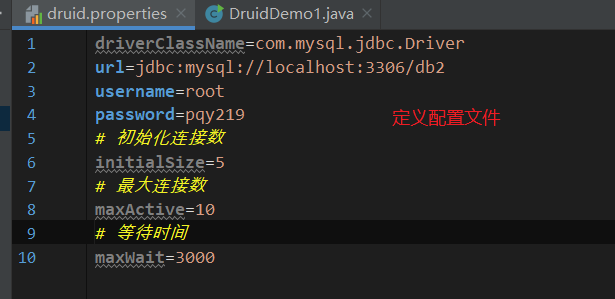 druid.properties DruidDemo1.java
1 driverClassName=com.mysql.jdbc.Driver
2 url=jdbc:mysql://localhost:3306/db2
3 username=root
4 password=pqy219 定义配置文件
5 # 初始化连接数
6 initialSize=5
7 # 最大连接数
8 maxActive=10
9 # 等待时间
10 maxWait=3000